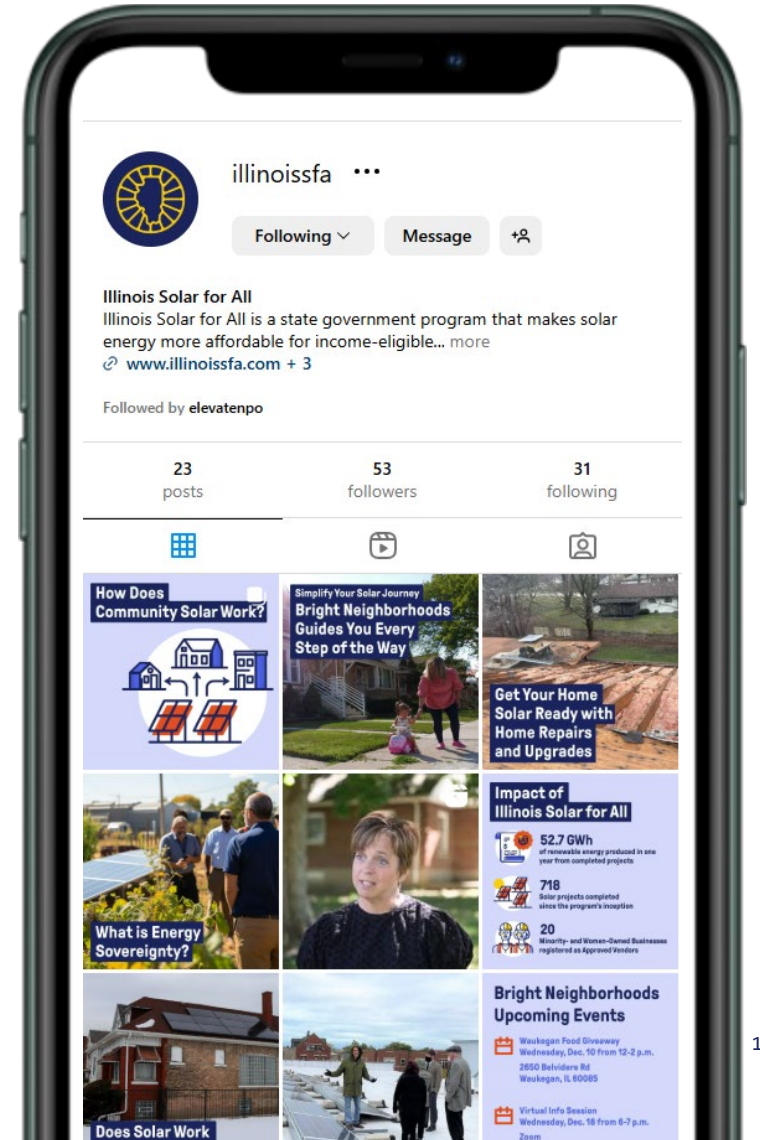 illinoissfa •••
Following Message
Illinois Solar for All
Illinois Solar for All is a state government program that makes solar
energy more affordable for income-eligible... more
www.illinoissfa.com + 3
Followed by elevatenpo
23 53 31
posts followers following
How Does
Community Solar Work?
Simplify Your Solar Journey
Bright Neighborhoods
Guides You Every
Step of the Way
Get Your Home
Solar Ready with
Home Repairs
and Upgrades
What is Energy
Sovereignty?
Impact of
Illinois Solar for All
52.7 GWh
of renewable energy produced in one
year from completed projects
718
Solar projects completed
since the program's inception
20
Minority- and Women-Owned Businesses
registered as Approved Vendors
Does Solar Work
Bright Neighborhoods
Upcoming Events
Waukegan Food Giveaway
Wednesday, Dec. 10 from 12-2 p.m.
2650 Belvidere Rd
Waukegan, IL 60085
Virtual Info Session
Wednesday, Dec. 18 from 6-7 p.m.
Zoom
1